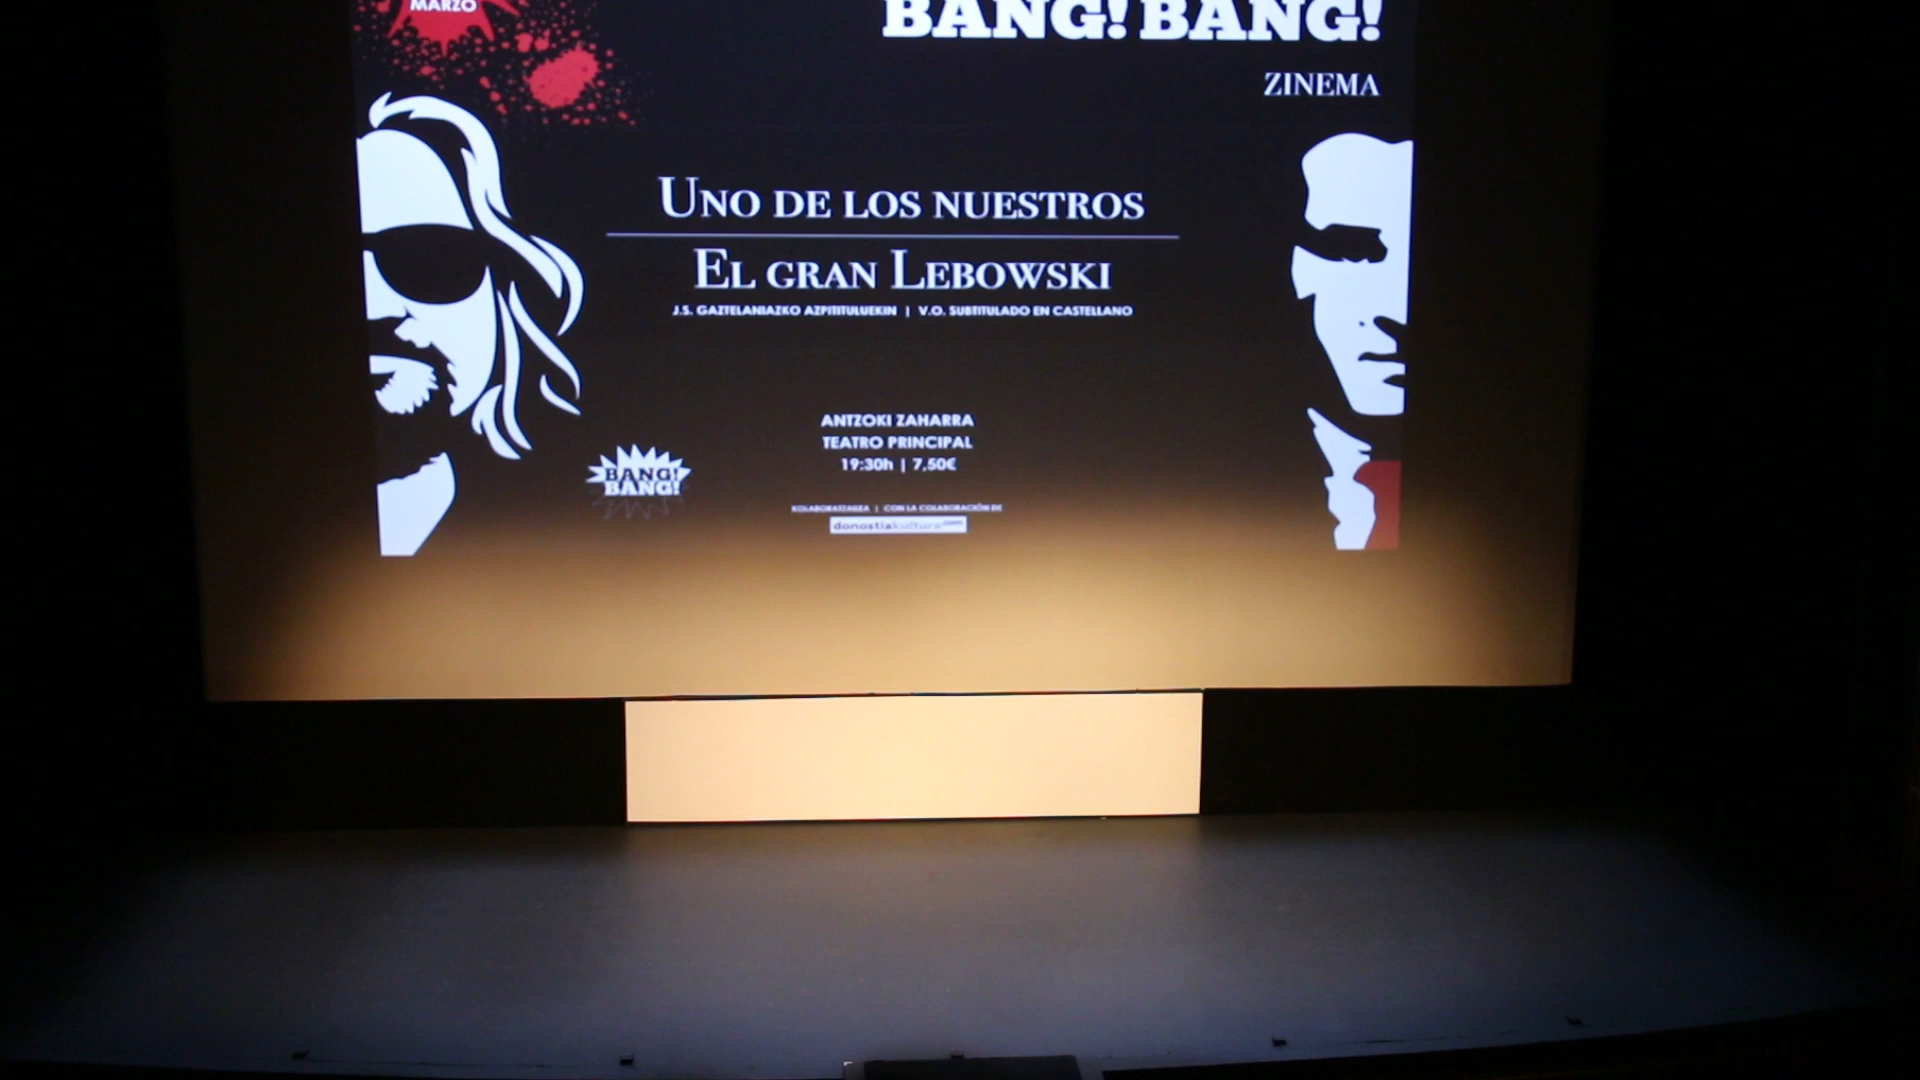 MARZO
BANG! BANG!
ZINEMA
UNO DE LOS NUESTROS
EL GRAN LEBOWSKI
J.S. GAZTELANIAZKO AZPITITULUEKIN | V.O. SUBTITULADO EN CASTELLANO
ANTZOKI ZAHARRA
TEATRO PRINCIPAL
19:30h | 7,50€
BANG!
BANG!
KOLABORATZAILEA | CON LA COLABORACIÓN DE
donostiakultura.com